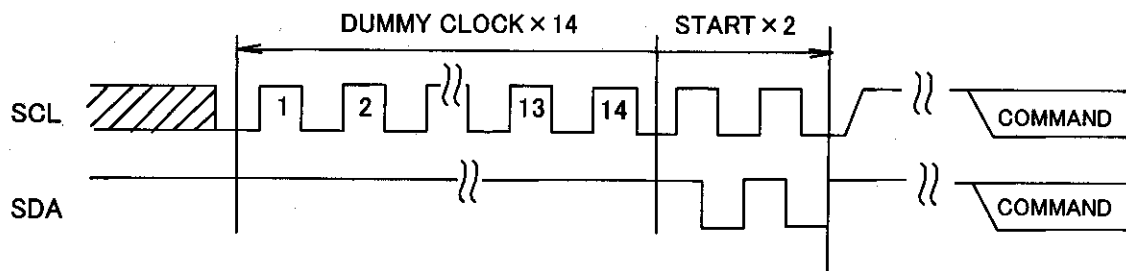 DUMMY CLOCK×14 START×2
SCL 1 2 13 14 COMMAND
SDA COMMAND